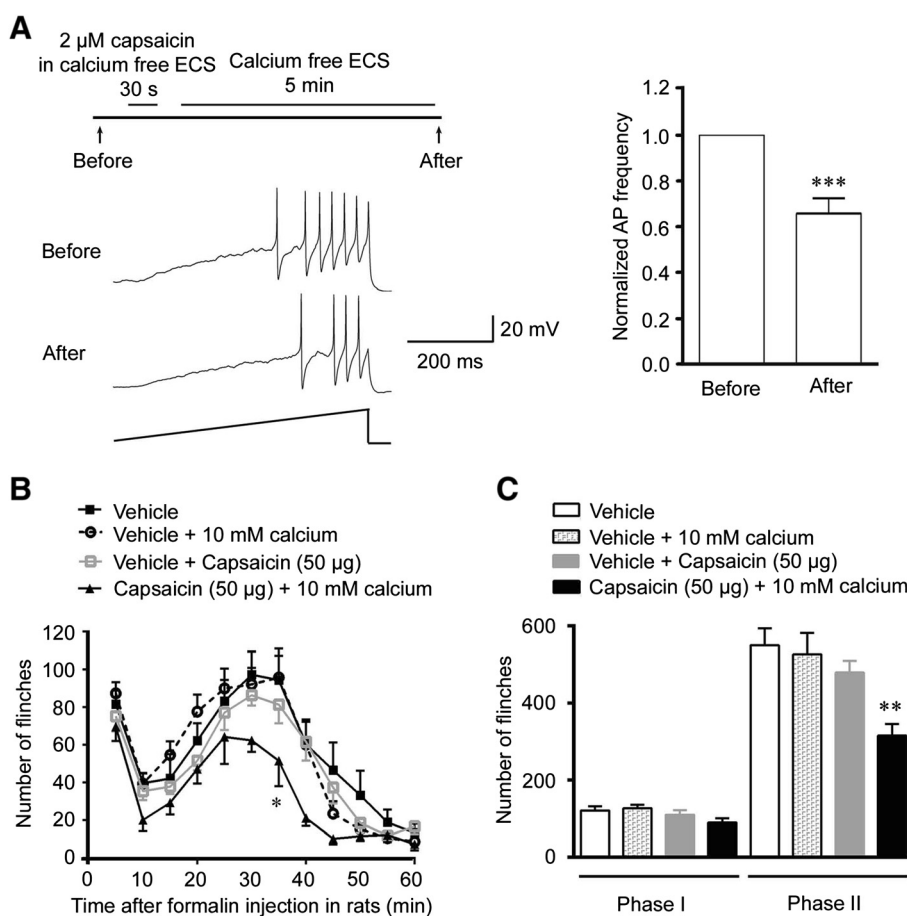 A
2 µM capsaicin
in calcium free ECS
30 s
Calcium free ECS
5 min
Before
After
Before
After
20 mV
200 ms
Normalized AP frequency
1.2
1.0
0.8
0.6
0.4
0.2
0.0
***
Before
After
B
Vehicle
Vehicle + 10 mM calcium
Vehicle + Capsaicin (50 µg)
Capsaicin (50 µg) + 10 mM calcium
Number of flinches
120
100
80
60
40
20
0
*
0 10 20 30 40 50 60
Time after formalin injection in rats (min)
C
Vehicle
Vehicle + 10 mM calcium
Vehicle + Capsaicin (50 µg)
Capsaicin (50 µg) + 10 mM calcium
Number of flinches
600
400
200
0
**
Phase I
Phase II